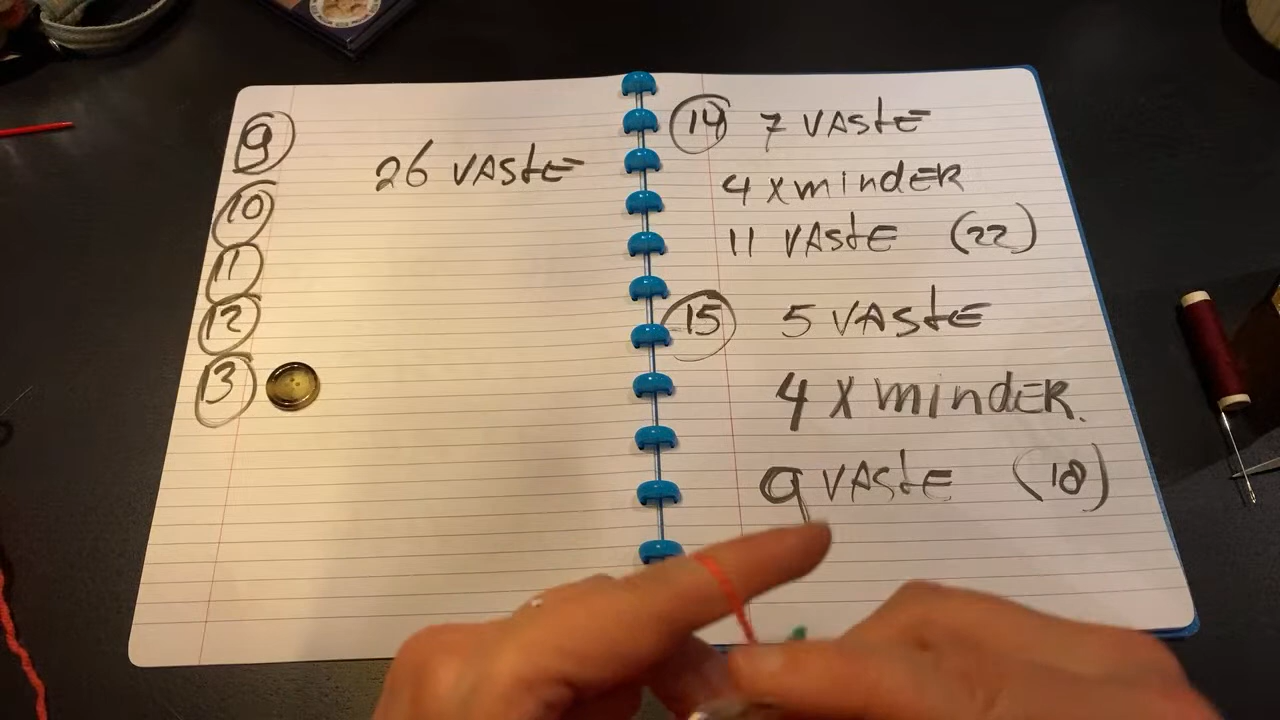 9
26 VASTE
10
11
12
13
14 7 VASTE
4 x minDER
11 VASTE (22)
15 5 VASTE
4 x minDER.
9 VASTE (18)